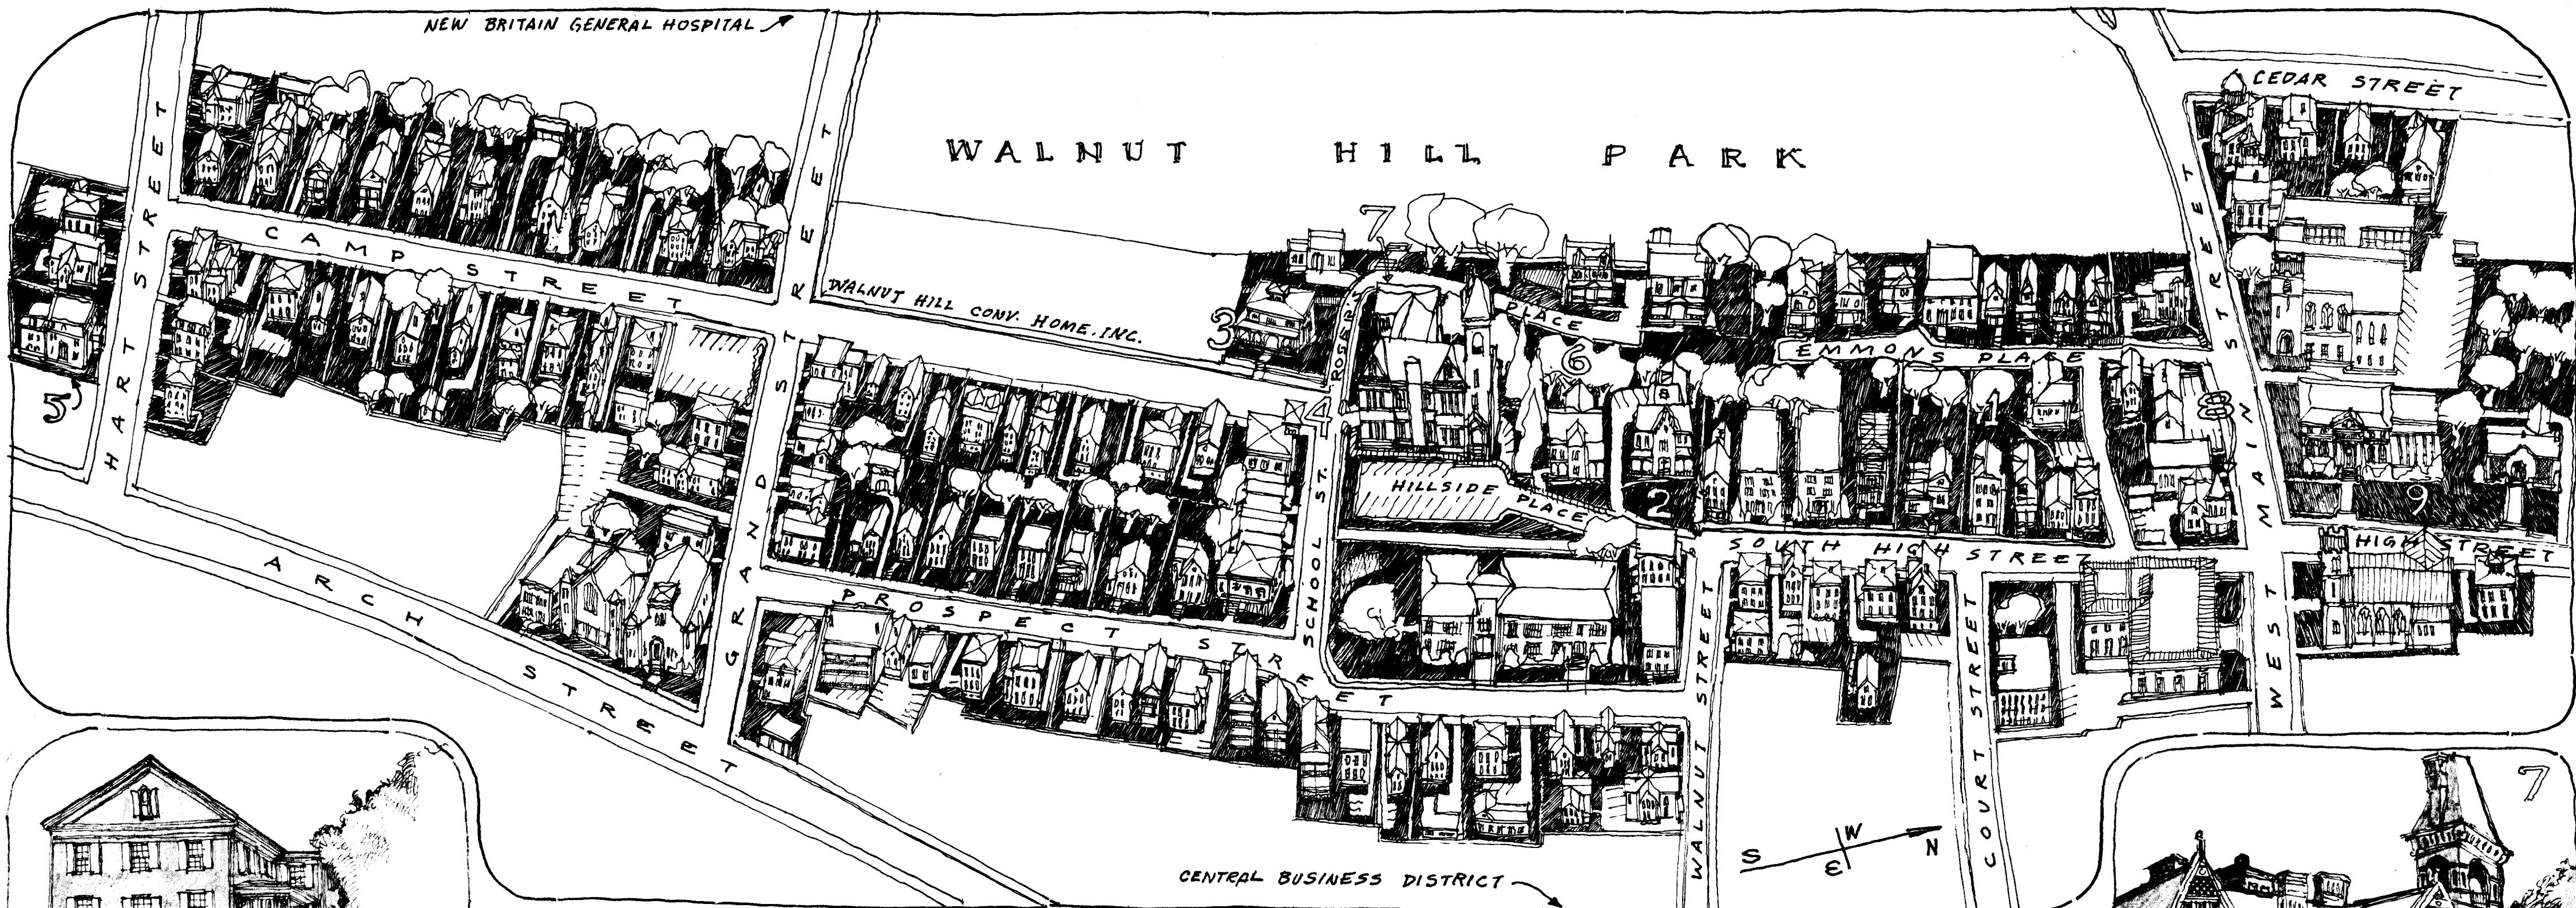 NEW BRITAIN GENERAL HOSPITAL
CEDAR STREET
WALNUT HILL PARK
HART STREET
CAMP STREET
GRAND STREET
WALNUT HILL CONV. HOME, INC.
7
3
ROGERS PLACE
6
EMMONS PLACE
5
4
1
8
HILLSIDE PLACE
2
9
WEST MAIN STREET
SCHOOL ST.
SOUTH HIGH STREET
HIGH STREET
ARCH STREET
PROSPECT STREET
WALNUT STREET
COURT STREET
S
W
N
E
CENTRAL BUSINESS DISTRICT
7